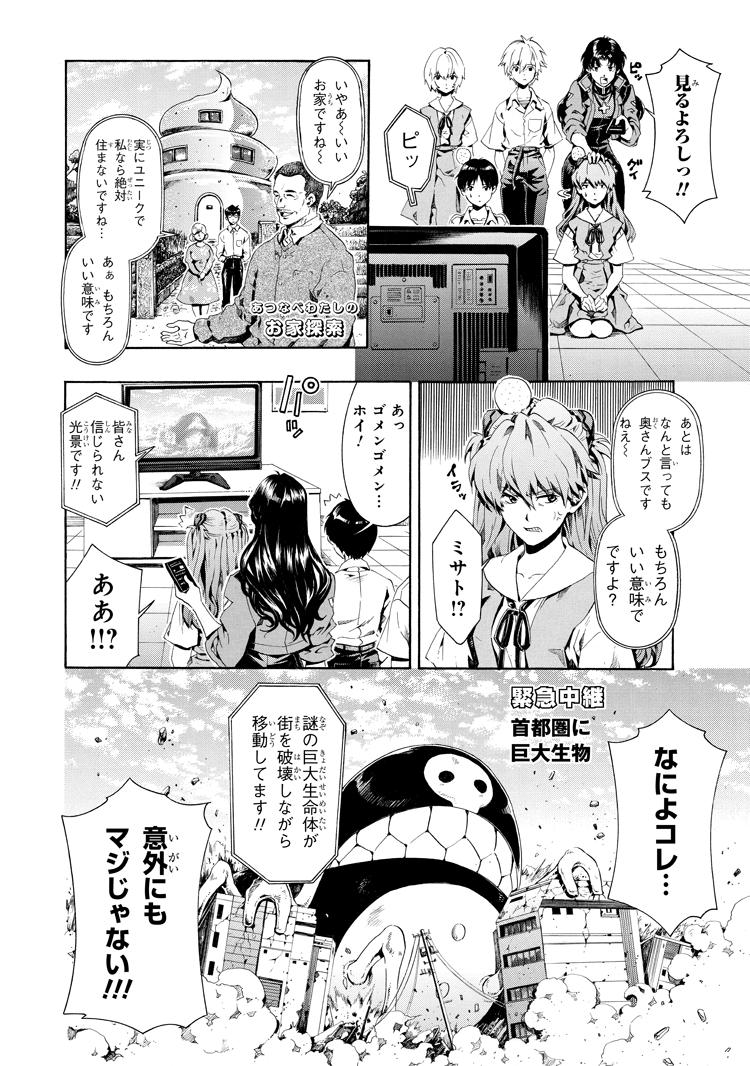 見るよろしっ!!
ピッ
いやあ〜いい
お家ですね〜
実にユニークで
私なら絶対
住まないですね…
あぁ もちろん
いい意味です
あつなべわたしの
お家探索
あとは
なんと言っても
奥さんブスです
ねえ〜
もちろん
いい意味で
ですよ?
イラッ
ミサト!?
あっ
ゴメンゴメン…
ホイ!
パッ
皆さん
信じられない
光景です!!
ああ
!!?
緊急中継
首都圏に
巨大生物
なによコレ…
謎の巨大生命体が
街を破壊しながら
移動してます!!
意外にも
マジじゃない!!!